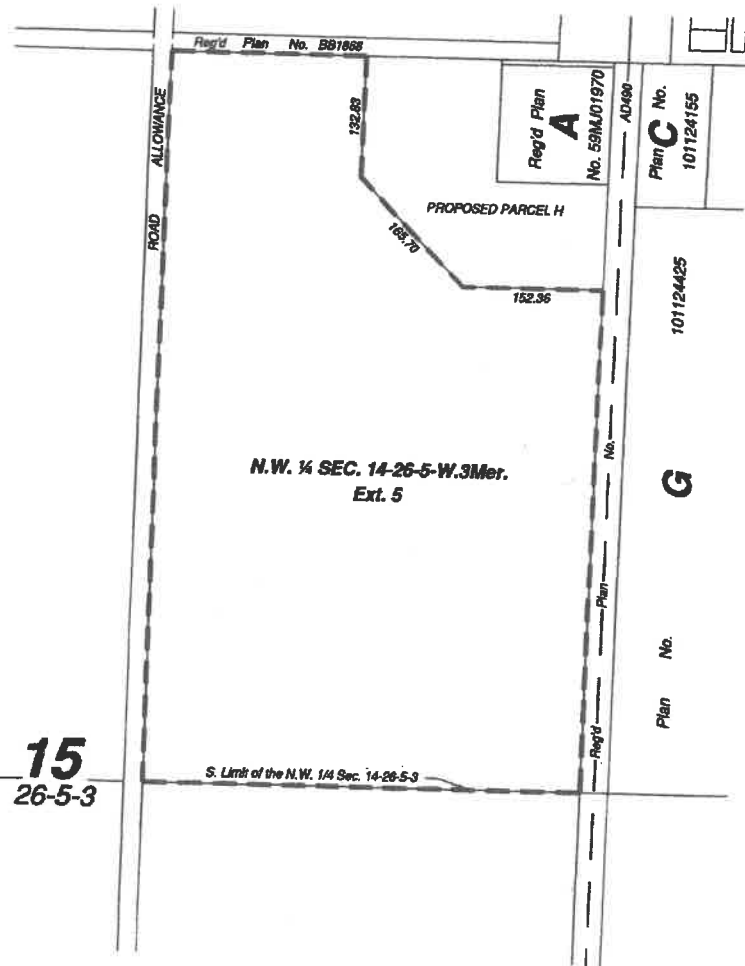 Reg'd Plan No. BB1868
ROAD ALLOWANCE
132.83
165.70
152.36
PROPOSED PARCEL H
Reg'd Plan
A
No. 59MJ01970
AD490
Plan C No.
101124155
101124425
G
Plan No.
Reg'd Plan No.
N.W. ¼ SEC. 14-26-5-W.3Mer.
Ext. 5
15
26-5-3
S. Limit of the N.W. 1/4 Sec. 14-26-5-3